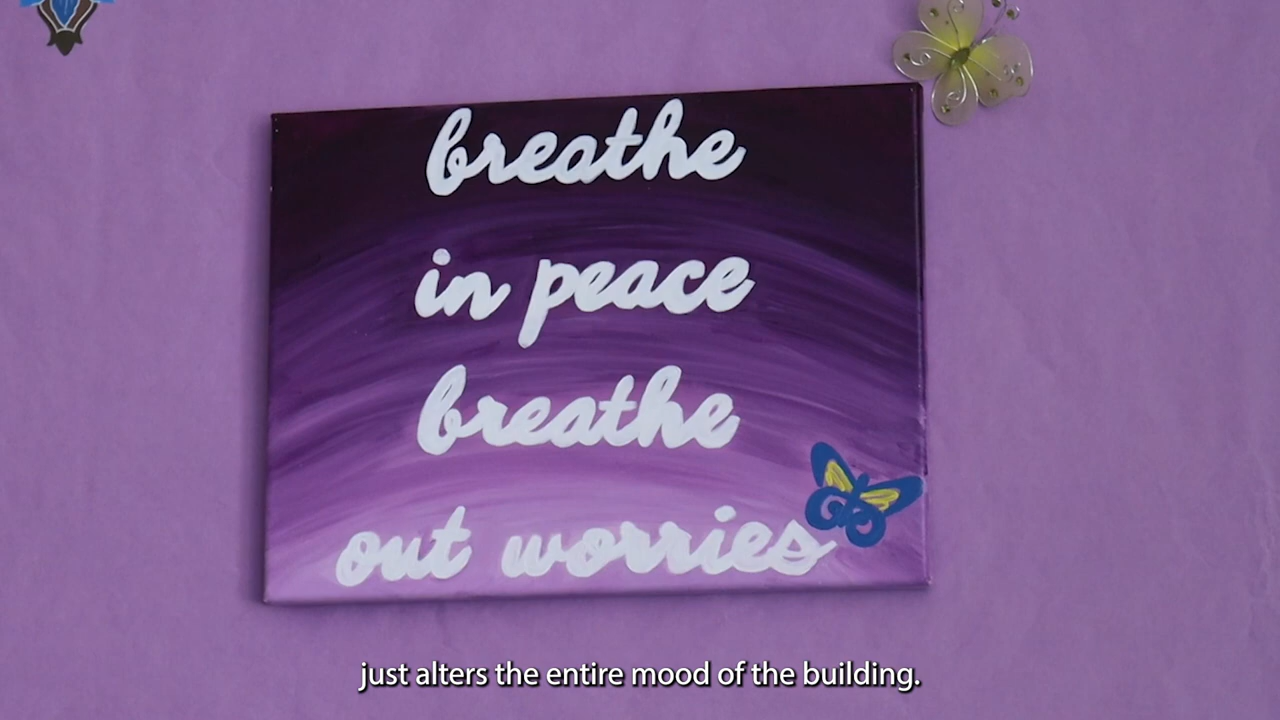 breathe
in peace
breathe
out worries
just alters the entire mood of the building.